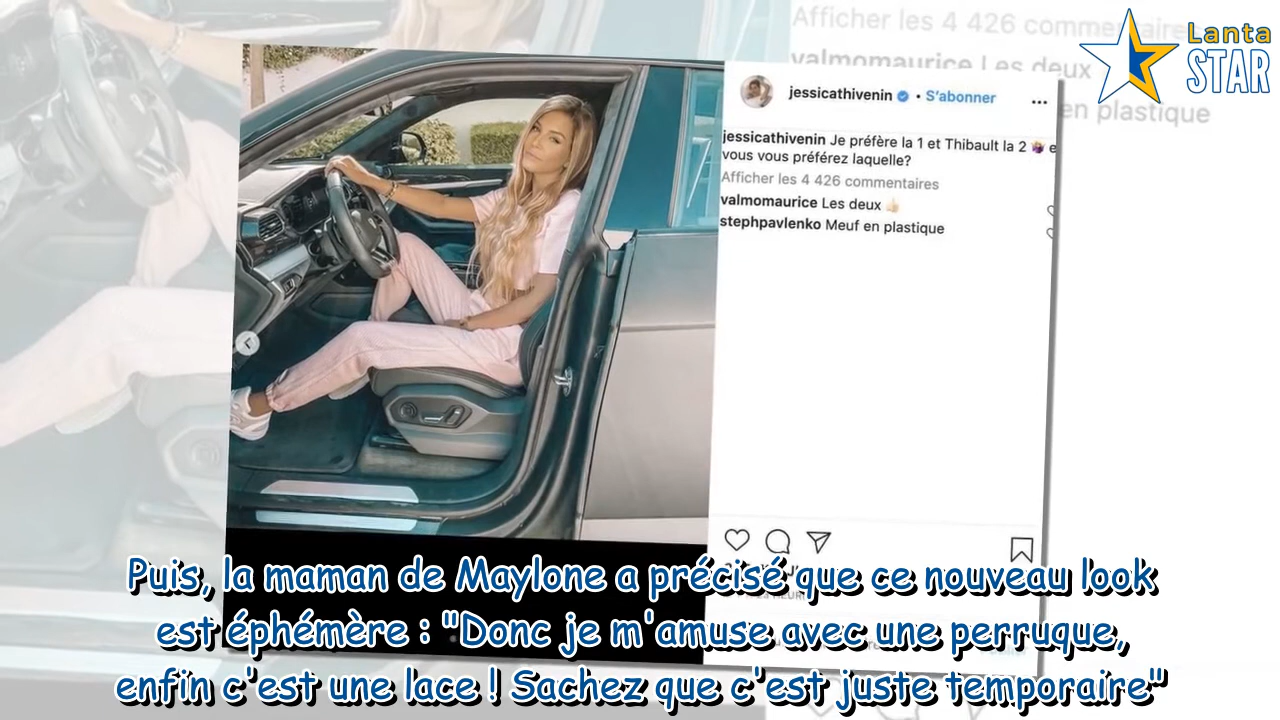 Afficher les 4 426 commentaires
valmomaurice Les deux
en plastique
Lanta
STAR
jessicathivenin • S'abonner
jessicathivenin Je préfère la 1 et Thibault la 2 🤷‍♀️ e
vous vous préférez laquelle?
Afficher les 4 426 commentaires
valmomaurice Les deux 👍🏻
stephpavlenko Meuf en plastique
Puis, la maman de Maylone a précisé que ce nouveau look
est éphémère : "Donc je m'amuse avec une perruque,
enfin c'est une lace ! Sachez que c'est juste temporaire"